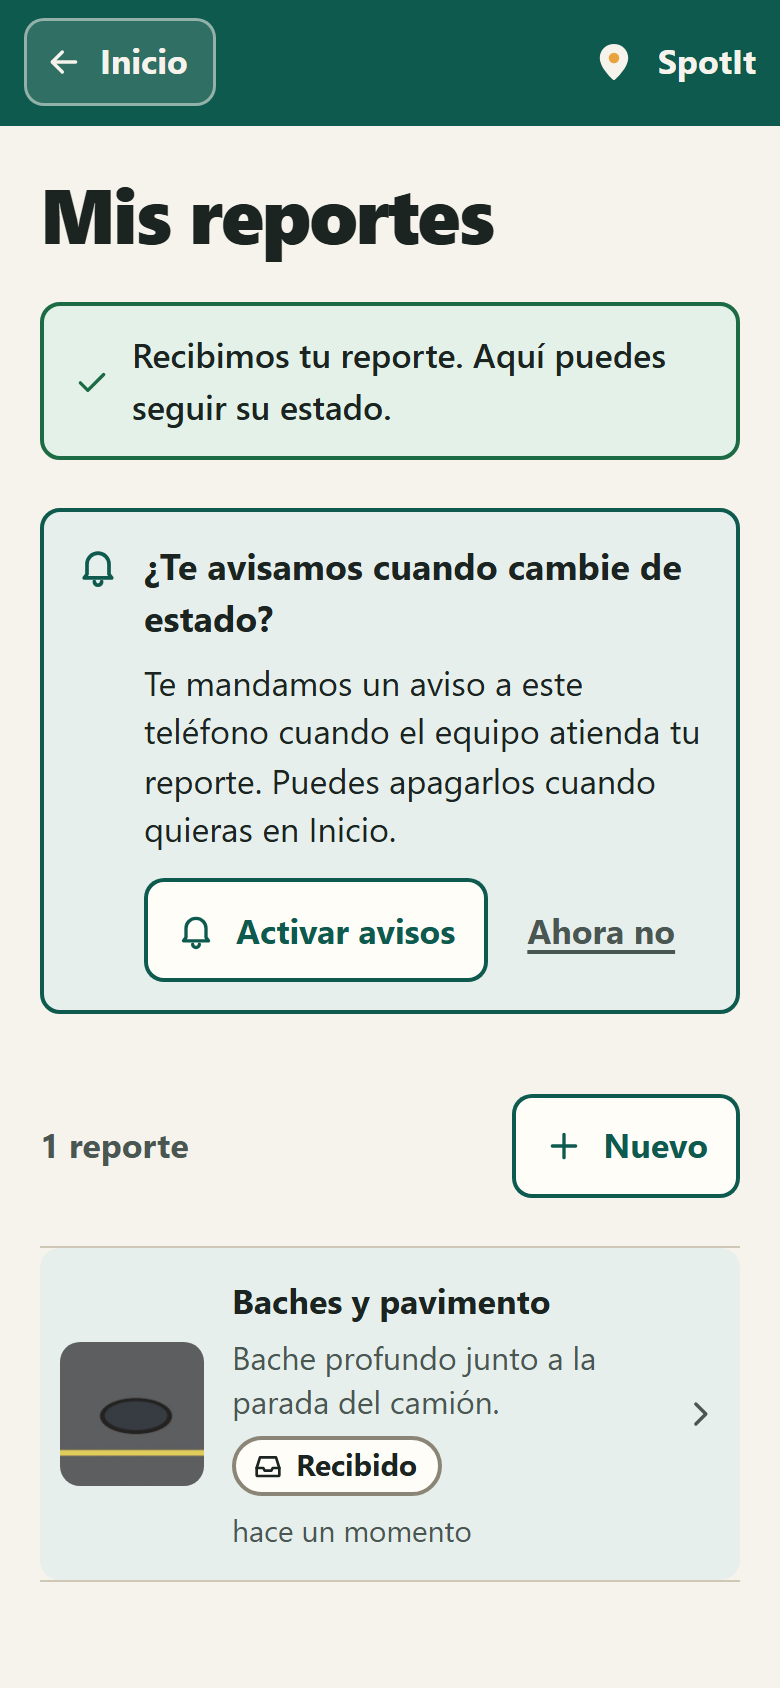 Inicio
SpotIt
Mis reportes
Recibimos tu reporte. Aquí puedes
seguir su estado.
¿Te avisamos cuando cambie de
estado?
Te mandamos un aviso a este
teléfono cuando el equipo atienda tu
reporte. Puedes apagarlos cuando
quieras en Inicio.
Activar avisos
Ahora no
1 reporte
Nuevo
Baches y pavimento
Bache profundo junto a la
parada del camión.
Recibido
hace un momento